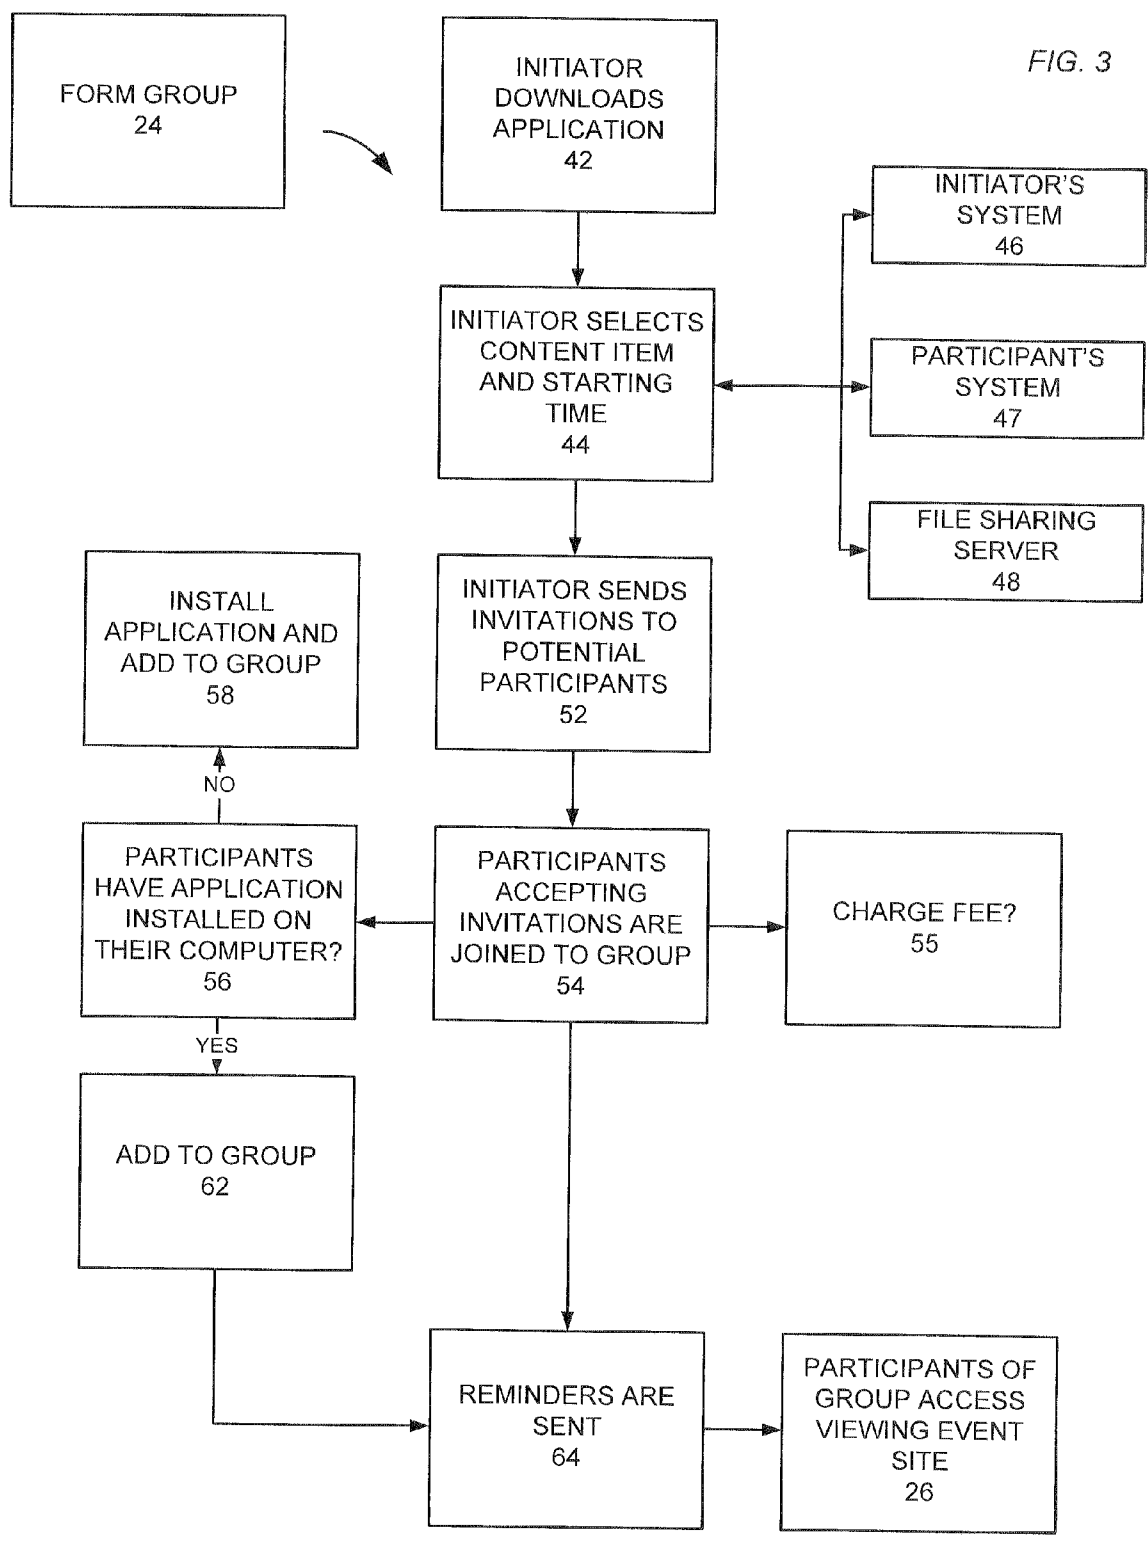 FIG. 3
FORM GROUP
24
INITIATOR
DOWNLOADS
APPLICATION
42
INITIATOR'S
SYSTEM
46
INITIATOR SELECTS
CONTENT ITEM
AND STARTING
TIME
44
PARTICIPANT'S
SYSTEM
47
FILE SHARING
SERVER
48
INITIATOR SENDS
INVITATIONS TO
POTENTIAL
PARTICIPANTS
52
INSTALL
APPLICATION AND
ADD TO GROUP
58
NO
PARTICIPANTS
HAVE APPLICATION
INSTALLED ON
THEIR COMPUTER?
56
PARTICIPANTS
ACCEPTING
INVITATIONS ARE
JOINED TO GROUP
54
CHARGE FEE?
55
YES
ADD TO GROUP
62
REMINDERS ARE
SENT
64
PARTICIPANTS OF
GROUP ACCESS
VIEWING EVENT
SITE
26